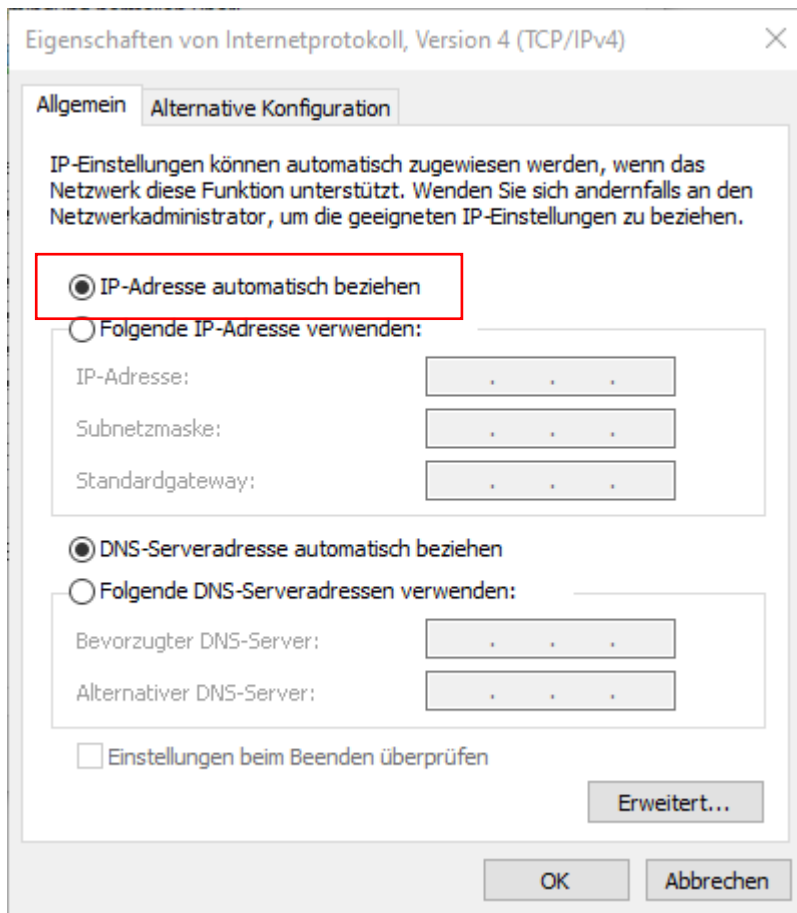 Eigenschaften von Internetprotokoll, Version 4 (TCP/IPv4)
Allgemein
Alternative Konfiguration
IP-Einstellungen können automatisch zugewiesen werden, wenn das
Netzwerk diese Funktion unterstützt. Wenden Sie sich andernfalls an den
Netzwerkadministrator, um die geeigneten IP-Einstellungen zu beziehen.
IP-Adresse automatisch beziehen
Folgende IP-Adresse verwenden:
IP-Adresse:
Subnetzmaske:
Standardgateway:
DNS-Serveradresse automatisch beziehen
Folgende DNS-Serveradressen verwenden:
Bevorzugter DNS-Server:
Alternativer DNS-Server:
Einstellungen beim Beenden überprüfen
Erweitert...
OK
Abbrechen